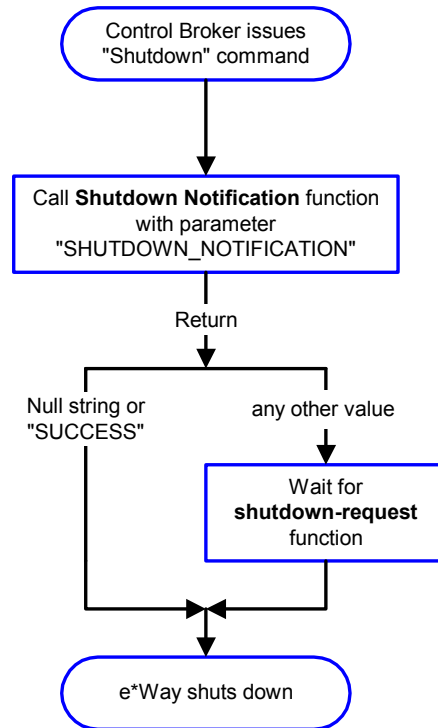 Control Broker issues
"Shutdown" command
Call Shutdown Notification function
with parameter
"SHUTDOWN_NOTIFICATION"
Return
Null string or
"SUCCESS"
any other value
Wait for
shutdown-request
function
e*Way shuts down